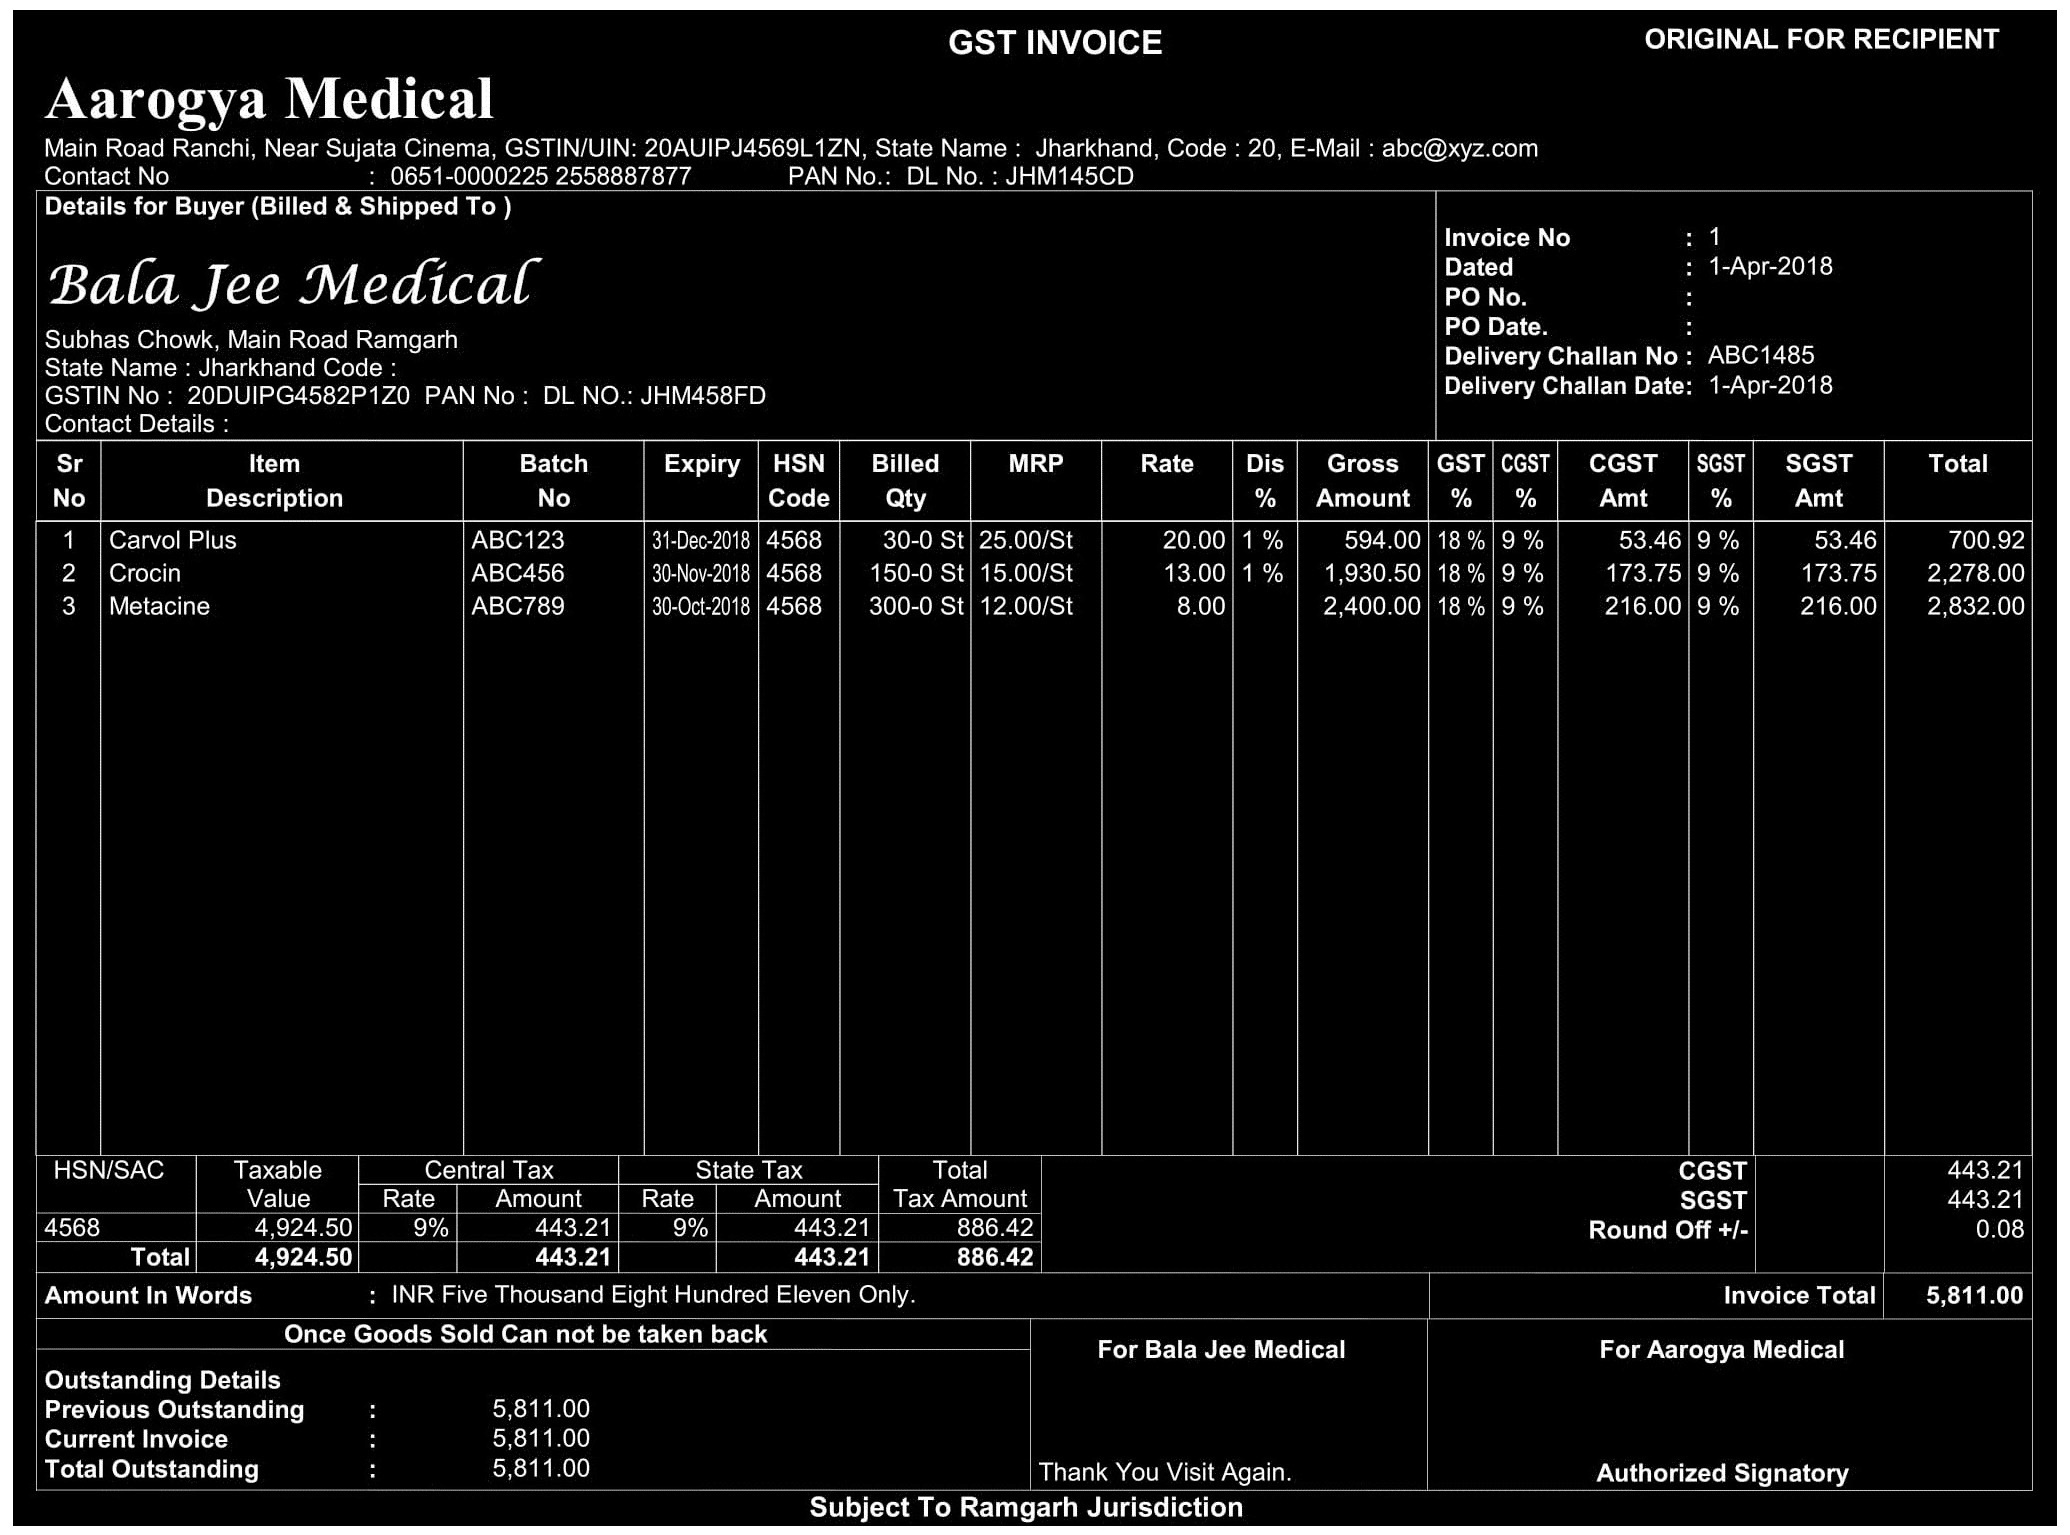 GST INVOICE
ORIGINAL FOR RECIPIENT
Aarogya Medical
Main Road Ranchi, Near Sujata Cinema, GSTIN/UIN: 20AUIPJ4569L1ZN, State Name : Jharkhand, Code : 20, E-Mail : abc@xyz.com
Contact No : 0651-0000225 2558887877 PAN No.: DL No. : JHM145CD
Details for Buyer (Billed & Shipped To )
Bala Jee Medical
Subhas Chowk, Main Road Ramgarh
State Name : Jharkhand Code :
GSTIN No : 20DUIPG4582P1Z0 PAN No : DL NO.: JHM458FD
Contact Details :
Invoice No : 1
Dated : 1-Apr-2018
PO No. :
PO Date. :
Delivery Challan No : ABC1485
Delivery Challan Date: 1-Apr-2018
Sr No Item Description Batch No Expiry HSN Code Billed Qty MRP Rate Dis % Gross Amount GST % CGST % CGST Amt SGST % SGST Amt Total
1 Carvol Plus ABC123 31-Dec-2018 4568 30-0 St 25.00/St 20.00 1 % 594.00 18 % 9 % 53.46 9 % 53.46 700.92
2 Crocin ABC456 30-Nov-2018 4568 150-0 St 15.00/St 13.00 1 % 1,930.50 18 % 9 % 173.75 9 % 173.75 2,278.00
3 Metacine ABC789 30-Oct-2018 4568 300-0 St 12.00/St 8.00 2,400.00 18 % 9 % 216.00 9 % 216.00 2,832.00
HSN/SAC Taxable Value Central Tax State Tax Total Tax Amount
Rate Amount Rate Amount
4568 4,924.50 9% 443.21 9% 443.21 886.42
Total 4,924.50 443.21 443.21 886.42
CGST 443.21
SGST 443.21
Round Off +/- 0.08
Amount In Words : INR Five Thousand Eight Hundred Eleven Only.
Invoice Total 5,811.00
Once Goods Sold Can not be taken back
Outstanding Details
Previous Outstanding : 5,811.00
Current Invoice : 5,811.00
Total Outstanding : 5,811.00
For Bala Jee Medical
Thank You Visit Again.
For Aarogya Medical
Authorized Signatory
Subject To Ramgarh Jurisdiction